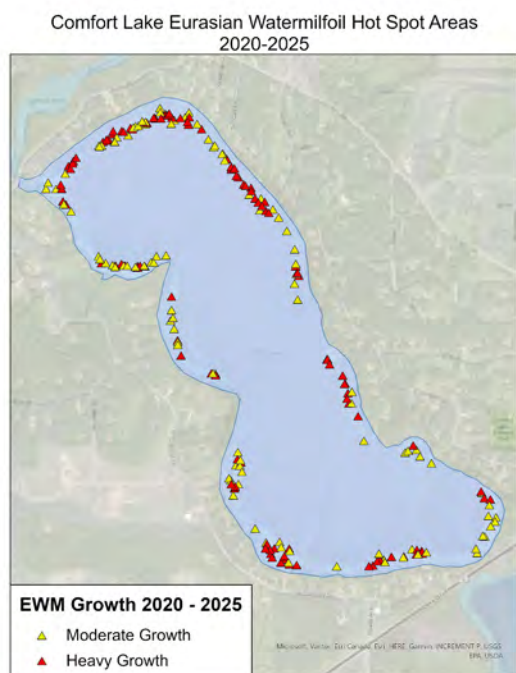 Comfort Lake Eurasian Watermilfoil Hot Spot Areas
2020-2025
EWM Growth 2020 - 2025
Moderate Growth
Heavy Growth
Microsoft, Vantor, Esri Canada, Esri, HERE, Garmin, INCREMENT P, USGS,
EPA, USDA